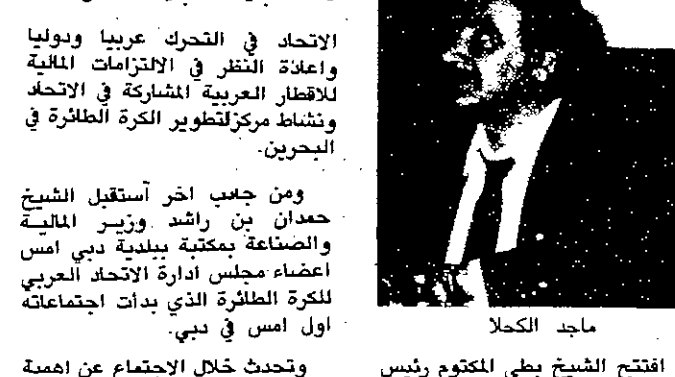 ماجد الكحلا
افتتح الشيخ بطي المكتوم رئيس
الاتحاد في التحرك عربيا ودوليا
واعادة النظر في الالتزامات المالية
للاقطار العربية المشاركة في الاتحاد
ونشاط مركزلتطوير الكرة الطائرة في
البحرين.
ومن جانب اخر آستقبل الشيخ
حمدان بن راشد وزير المالية
والصناعة بمكتبة ببلدية دبي امس
اعضاء مجلس ادارة الاتحاد العربي
للكرة الطائرة الذي بدأت اجتماعاته
اول امس في دبي.
وتحدث خلال الاجتماع عن اهمية